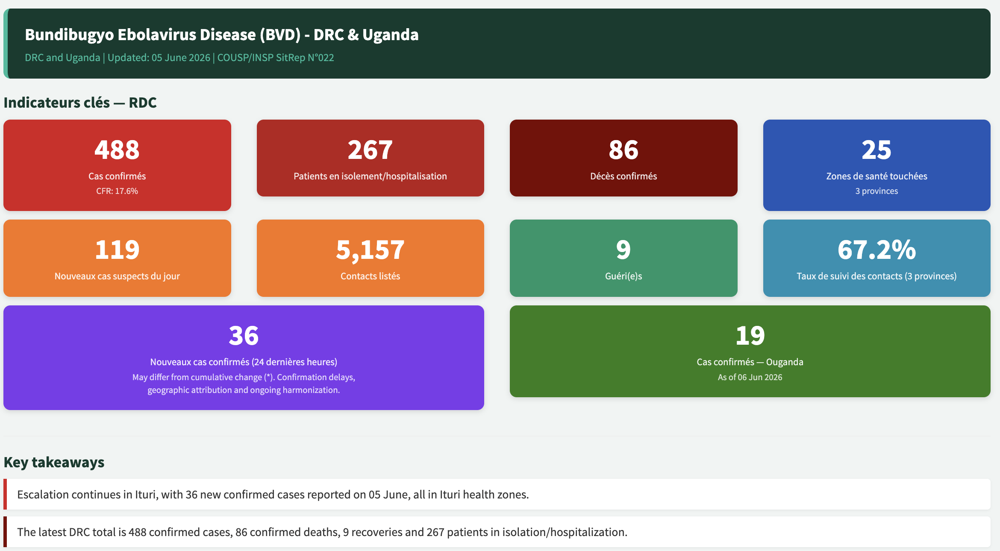 Bundibugyo Ebolavirus Disease (BVD) - DRC & Uganda
DRC and Uganda | Updated: 05 June 2026 | COUSP/INSP SitRep N°022
Indicateurs clés — RDC
488
Cas confirmés
CFR: 17.6%
267
Patients en isolement/hospitalisation
86
Décès confirmés
25
Zones de santé touchées
3 provinces
119
Nouveaux cas suspects du jour
5,157
Contacts listés
9
Guéri(e)s
67.2%
Taux de suivi des contacts (3 provinces)
36
Nouveaux cas confirmés (24 dernières heures)
May differ from cumulative change (*). Confirmation delays,
geographic attribution and ongoing harmonization.
19
Cas confirmés — Ouganda
As of 06 Jun 2026
Key takeaways
Escalation continues in Ituri, with 36 new confirmed cases reported on 05 June, all in Ituri health zones.
The latest DRC total is 488 confirmed cases, 86 confirmed deaths, 9 recoveries and 267 patients in isolation/hospitalization.